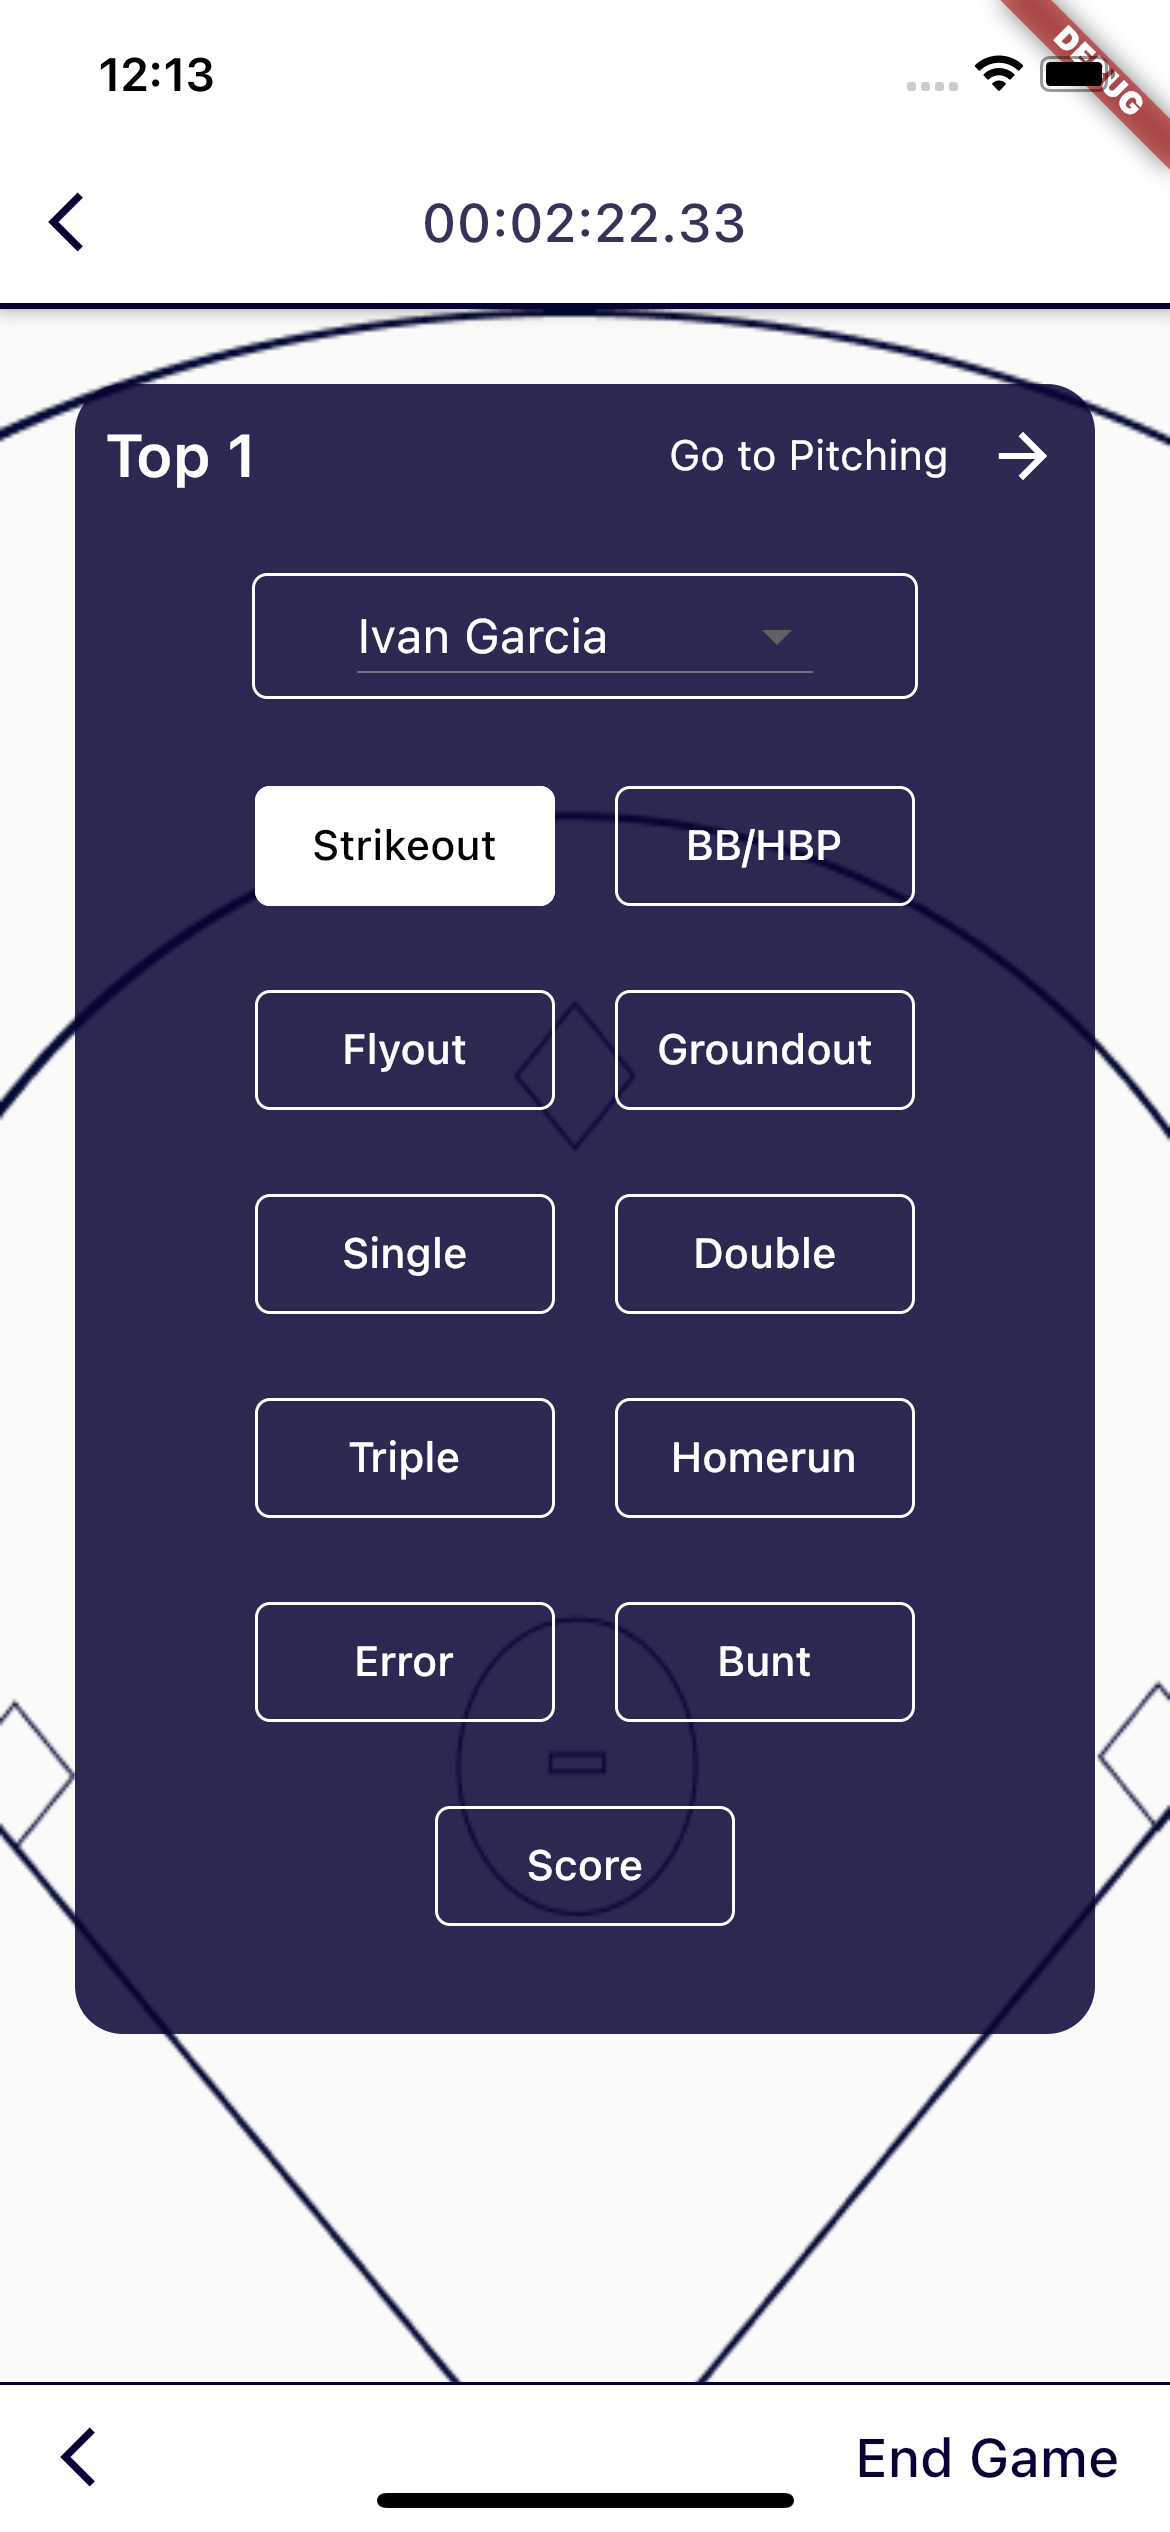 12:13
DEBUG
00:02:22.33
Top 1
Go to Pitching
Ivan Garcia
Strikeout
BB/HBP
Flyout
Groundout
Single
Double
Triple
Homerun
Error
Bunt
Score
End Game